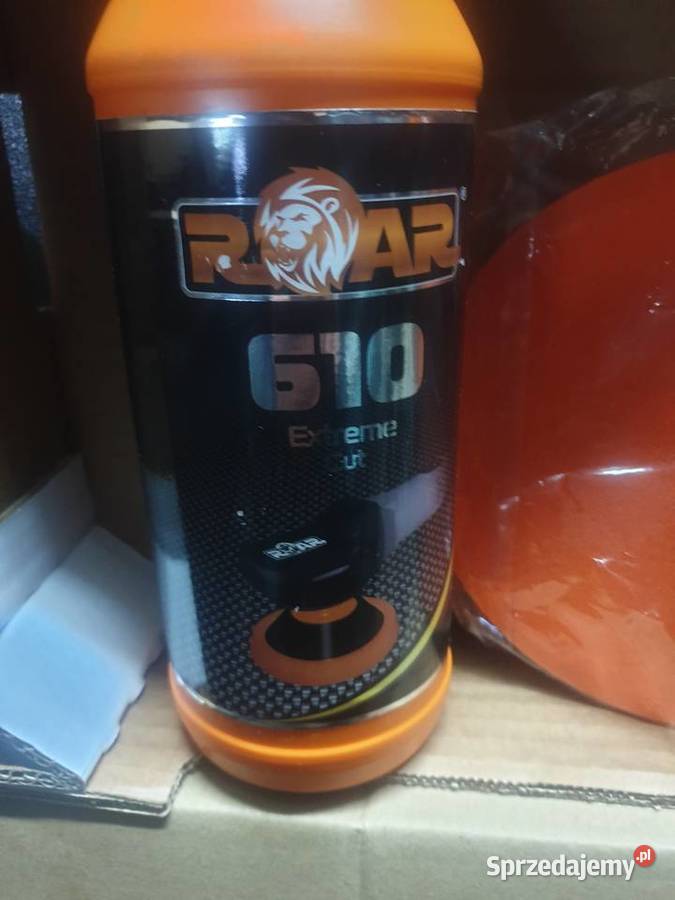 ROAR®
610
Extreme
Cut
ROAR
Sprzedajemy.pl